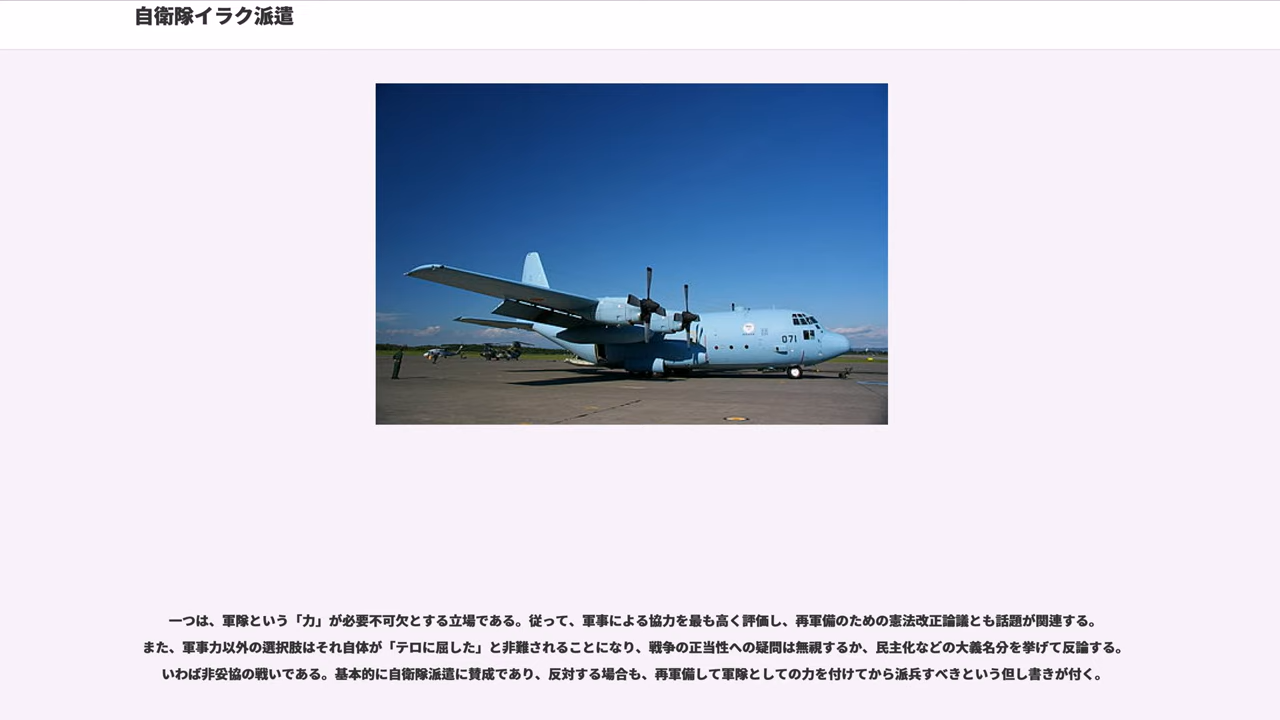 自衛隊イラク派遣
071
一つは、軍隊という「力」が必要不可欠とする立場である。従って、軍事による協力を最も高く評価し、再軍備のための憲法改正論議とも話題が関連する。
また、軍事力以外の選択肢はそれ自体が「テロに屈した」と非難されることになり、戦争の正当性への疑問は無視するか、民主化などの大義名分を挙げて反論する。
いわば非妥協の戦いである。基本的に自衛隊派遣に賛成であり、反対する場合も、再軍備して軍隊としての力を付けてから派兵すべきという但し書きが付く。